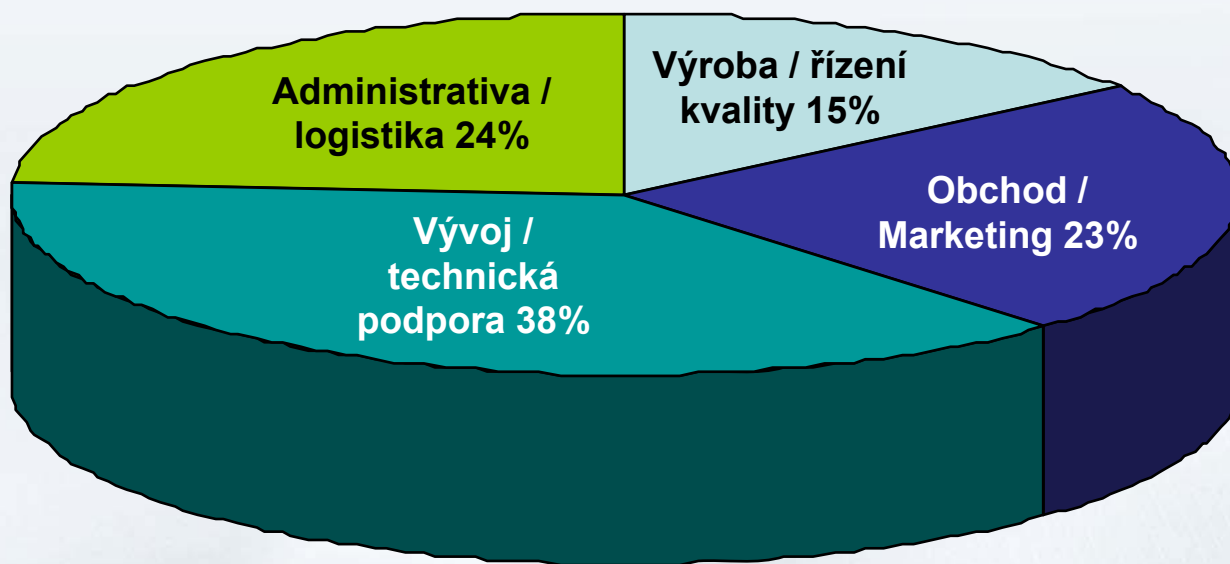 Administrativa /
logistika 24%
Výroba / řízení
kvality 15%
Obchod /
Marketing 23%
Vývoj /
technická
podpora 38%